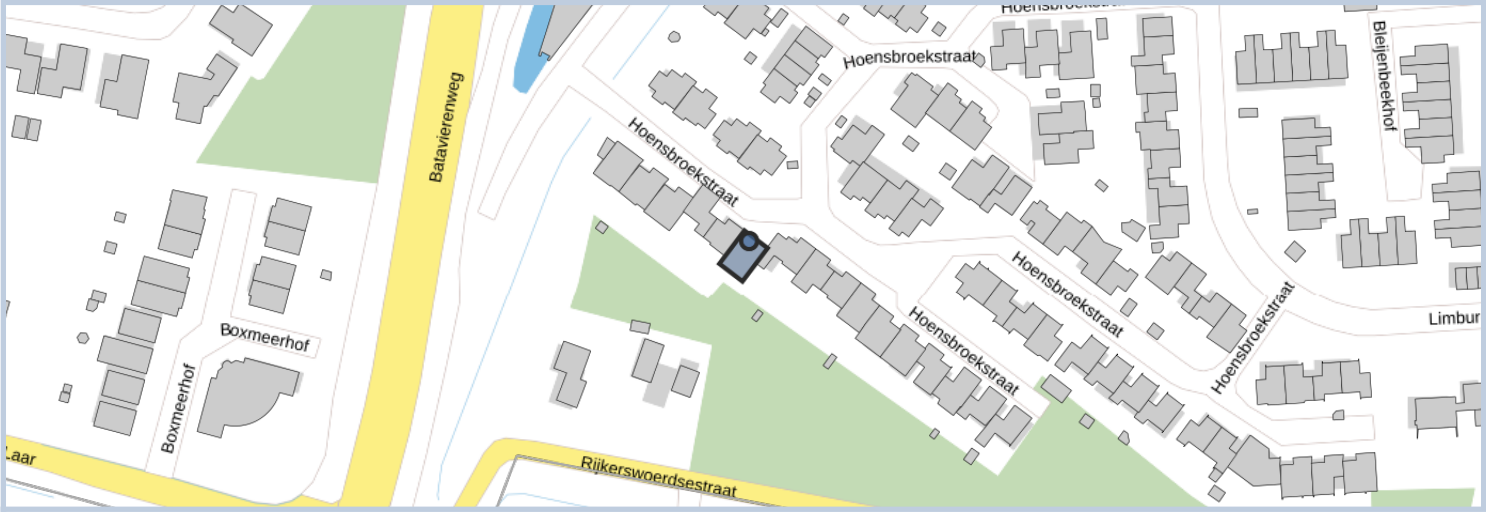 Hoensbroekstraat
Bleijenbeekhof
Hoensbroekstraat
Batavierenweg
Hoensbroekstraat
Hoensbroekstraat
Hoensbroekstraat
Limbur
Hoensbroekstraat
Boxmeerhof
Boxmeerhof
Laar
Rijkerswoerdsestraat